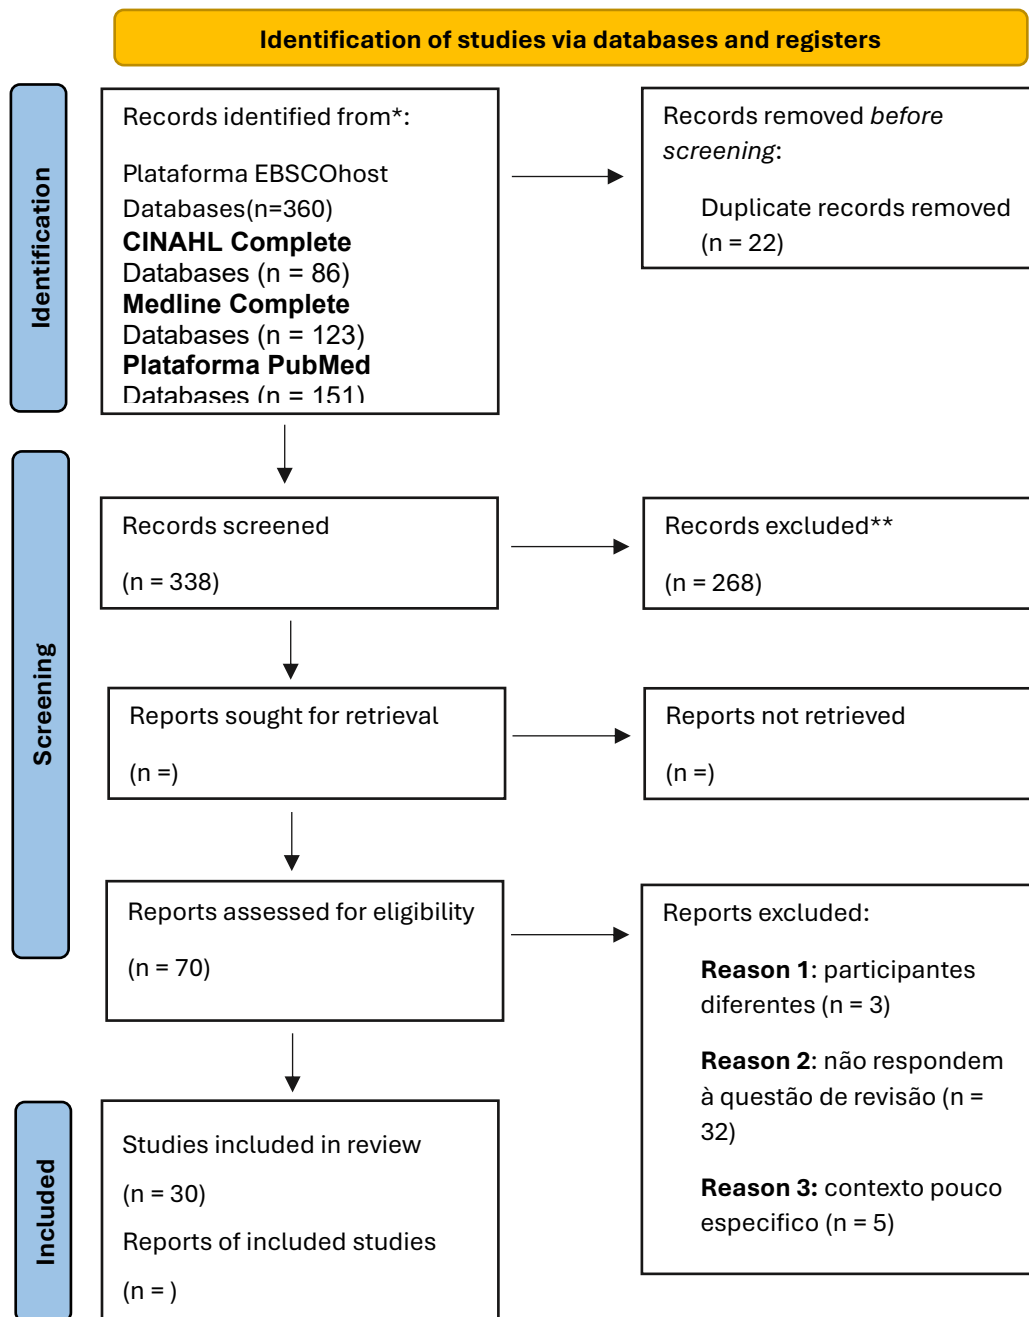 Identification of studies via databases and registers
Identification
Records identified from*:
Plataforma EBSCOhost
Databases(n=360)
CINAHL Complete
Databases (n = 86)
Medline Complete
Databases (n = 123)
Plataforma PubMed
Databases (n = 151)
Records removed before
screening:
Duplicate records removed
(n = 22)
Screening
Records screened
(n = 338)
Records excluded**
(n = 268)
Reports sought for retrieval
(n =)
Reports not retrieved
(n =)
Reports assessed for eligibility
(n = 70)
Reports excluded:
Reason 1: participantes
diferentes (n = 3)
Reason 2: não respondem
à questão de revisão (n =
32)
Reason 3: contexto pouco
especifico (n = 5)
Included
Studies included in review
(n = 30)
Reports of included studies
(n = )